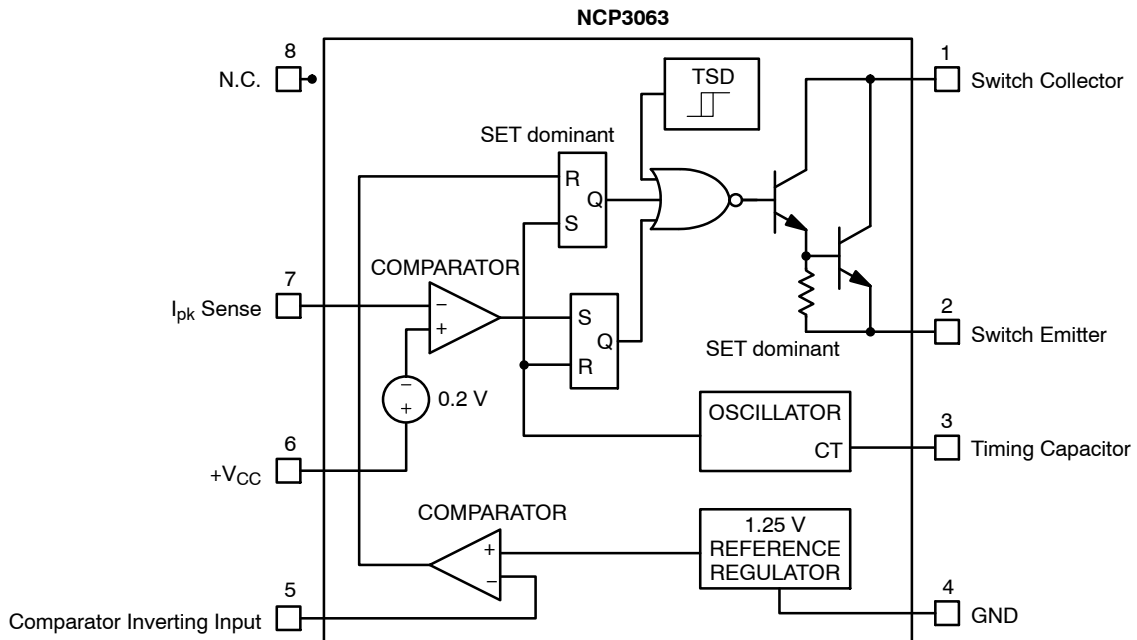 NCP3063
8
N.C.
TSD
1
Switch Collector
SET dominant
R
Q
S
COMPARATOR
7
Ipk Sense
−
+
S
Q
R
2
Switch Emitter
SET dominant
−
+
0.2 V
OSCILLATOR
CT
3
Timing Capacitor
6
+VCC
COMPARATOR
+
−
1.25 V
REFERENCE
REGULATOR
5
Comparator Inverting Input
4
GND